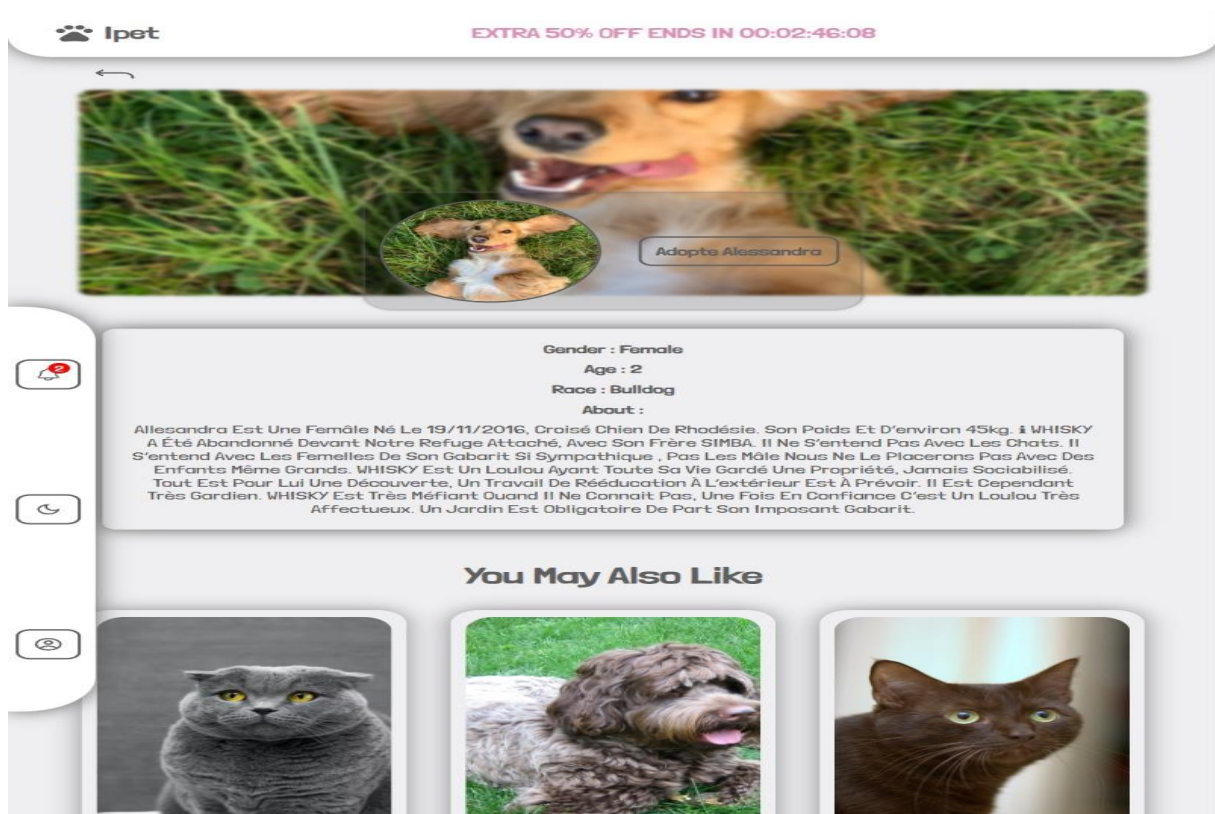 Ipet
EXTRA 50% OFF ENDS IN 00:02:46:08
Adopte Alessandra
2
Gender : Female
Age : 2
Race : Bulldog
About :
Allesandra Est Une Femâle Né Le 19/11/2016, Croisé Chien De Rhodésie. Son Poids Et D'environ 45kg. ℹ WHISKY
A Été Abandonné Devant Notre Refuge Attaché, Avec Son Frère SIMBA. Il Ne S'entend Pas Avec Les Chats. Il
S'entend Avec Les Femelles De Son Gabarit Si Sympathique , Pas Les Mâle Nous Ne Le Placerons Pas Avec Des
Enfants Même Grands. WHISKY Est Un Loulou Ayant Toute Sa Vie Gardé Une Propriété, Jamais Sociabilisé.
Tout Est Pour Lui Une Découverte, Un Travail De Rééducation À L'extérieur Est À Prévoir. Il Est Cependant
Très Gardien. WHISKY Est Très Méfiant Quand Il Ne Connait Pas, Une Fois En Confiance C'est Un Loulou Très
Affectueux. Un Jardin Est Obligatoire De Part Son Imposant Gabarit.
You May Also Like